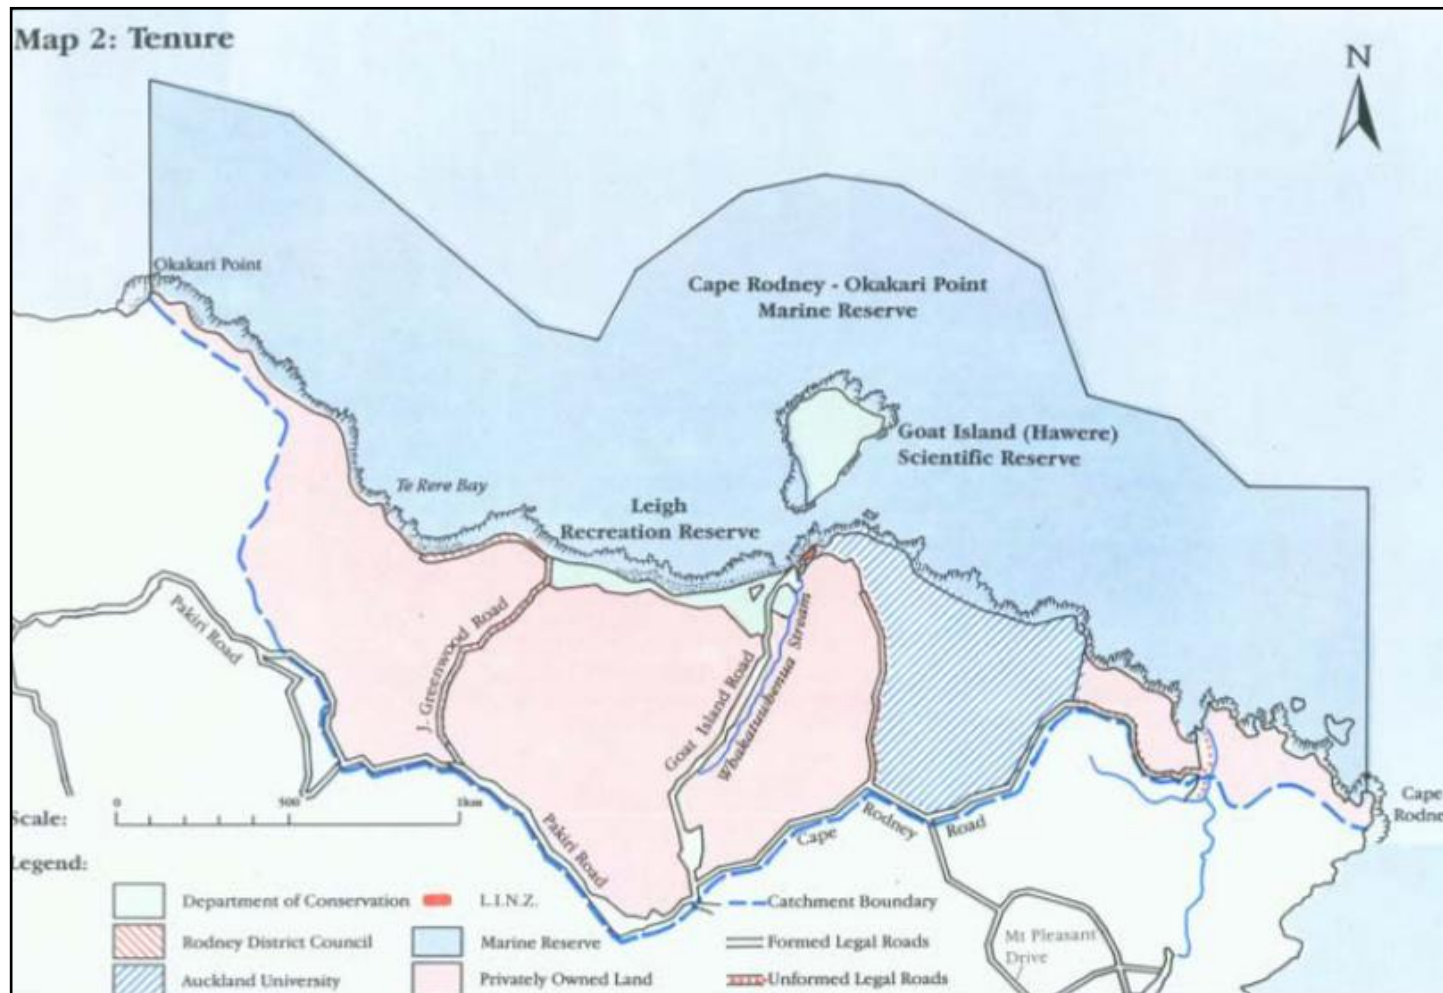 Map 2: Tenure
N
Okakari Point
Cape Rodney - Okakari Point
Marine Reserve
Goat Island (Hawere)
Scientific Reserve
Te Rere Bay
Leigh
Recreation Reserve
Pakiri Road
J. Greenwood Road
Goat Island Road
Whakatuwhenua Stream
Pakiri Road
Cape Rodney Road
Cape
Rodne
0 500 1km
Scale:
Legend:
Department of Conservation
L.I.N.Z.
Catchment Boundary
Rodney District Council
Marine Reserve
Formed Legal Roads
Auckland University
Privately Owned Land
Unformed Legal Roads
Mt Pleasant
Drive